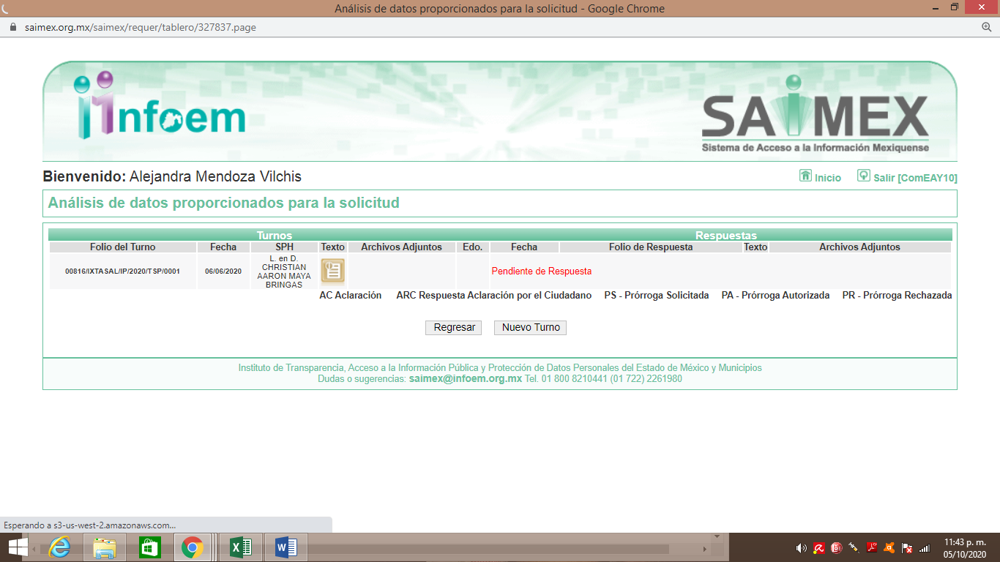 Análisis de datos proporcionados para la solicitud - Google Chrome
saimex.org.mx/saimex/requer/tablero/327837.page
infoem
SAIMEX
Sistema de Acceso a la Información Mexiquense
Bienvenido: Alejandra Mendoza Vilchis
Inicio Salir [ComEAY10]
Análisis de datos proporcionados para la solicitud
Turnos Respuestas
Folio del Turno Fecha SPH Texto Archivos Adjuntos Edo. Fecha Folio de Respuesta Texto Archivos Adjuntos
00816/IXTASAL/IP/2020/TSP/0001 06/06/2020 L. en D. CHRISTIAN AARON MAYA BRINGAS Pendiente de Respuesta
AC Aclaración ARC Respuesta Aclaración por el Ciudadano PS - Prórroga Solicitada PA - Prórroga Autorizada PR - Prórroga Rechazada
Regresar Nuevo Turno
Instituto de Transparencia, Acceso a la Información Pública y Protección de Datos Personales del Estado de México y Municipios
Dudas o sugerencias: saimex@infoem.org.mx Tel. 01 800 8210441 (01 722) 2261980
Esperando a s3-us-west-2.amazonaws.com...
11:43 p. m.
05/10/2020